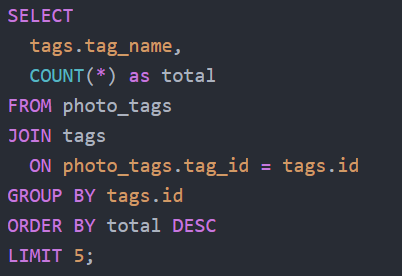 SELECT
  tags.tag_name,
  COUNT(*) as total
FROM photo_tags
JOIN tags
  ON photo_tags.tag_id = tags.id
GROUP BY tags.id
ORDER BY total DESC
LIMIT 5;